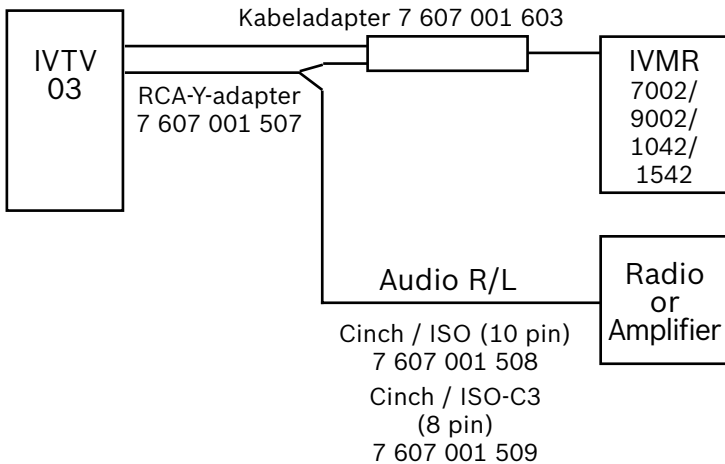 Kabeladapter 7 607 001 603
IVTV
03
RCA-Y-adapter
7 607 001 507
IVMR
7002/
9002/
1042/
1542
Audio R/L
Radio
or
Amplifier
Cinch / ISO (10 pin)
7 607 001 508
Cinch / ISO-C3
(8 pin)
7 607 001 509